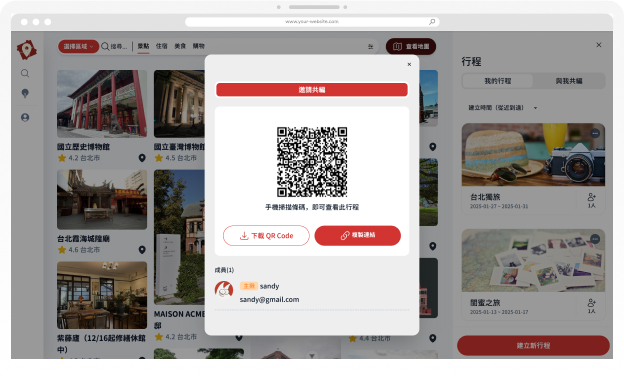 www.your-website.com
選擇區域
搜尋...
景點 住宿 美食 購物
查看地圖
國立歷史博物館
4.2 台北市
國立臺灣博物館
4.5 台北市
台北霞海城隍廟
4.6 台北市
MAISON ACME
邸
4.2 台北市
紫藤廬（12/16起修繕休館
中）
4.4 台北市
邀請共編
手機掃描條碼，即可查看此行程
下載 QR Code
複製連結
成員(1)
主揪 sandy
sandy@gmail.com
行程
我的行程 與我共編
建立時間（從近到遠）
台北獨旅
2025-01-27 - 2025-01-31
1人
閨蜜之旅
2025-01-13 - 2025-01-17
1人
建立新行程